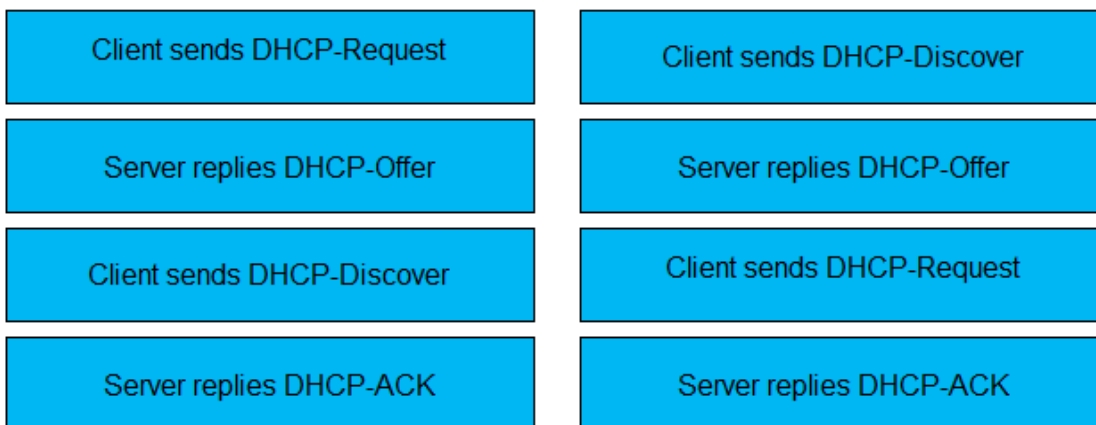 Client sends DHCP-Request
Server replies DHCP-Offer
Client sends DHCP-Discover
Server replies DHCP-ACK
Client sends DHCP-Discover
Server replies DHCP-Offer
Client sends DHCP-Request
Server replies DHCP-ACK